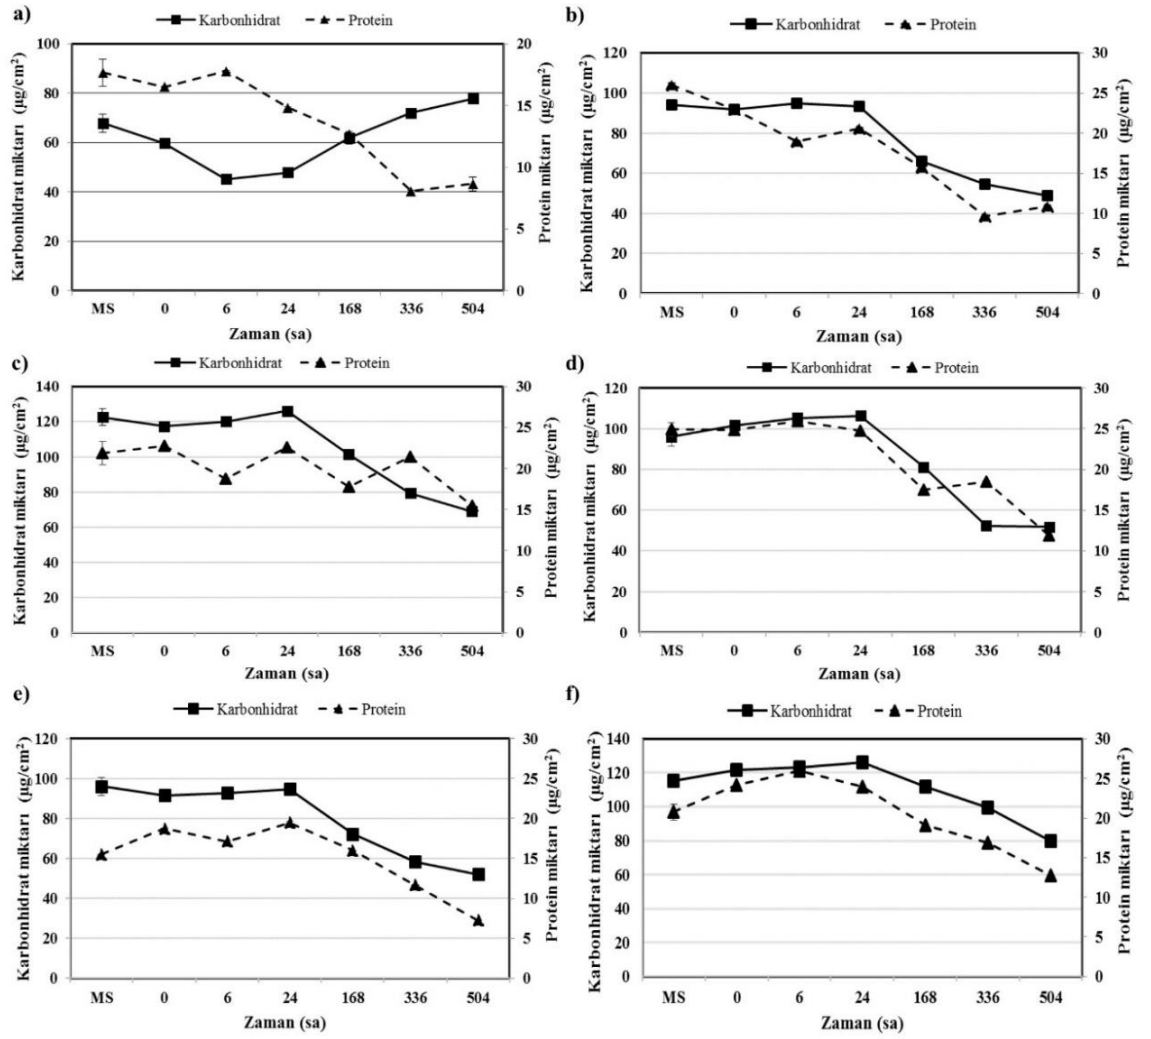 a)
Karbonhidrat Protein
Karbonhidrat miktarı (µg/cm²)
100
80
60
40
20
0
20
15
10
5
0
Protein miktarı (µg/cm²)
MS 0 6 24 168 336 504
Zaman (sa)
b)
Karbonhidrat Protein
Karbonhidrat miktarı (µg/cm²)
120
100
80
60
40
20
0
30
25
20
15
10
5
0
Protein miktarı (µg/cm²)
MS 0 6 24 168 336 504
Zaman (sa)
c)
Karbonhidrat Protein
Karbonhidrat miktarı (µg/cm²)
140
120
100
80
60
40
20
0
30
25
20
15
10
5
0
Protein miktarı (µg/cm²)
MS 0 6 24 168 336 504
Zaman (sa)
d)
Karbonhidrat Protein
Karbonhidrat miktarı (µg/cm²)
120
100
80
60
40
20
0
30
25
20
15
10
5
0
Protein miktarı (µg/cm²)
MS 0 6 24 168 336 504
Zaman (sa)
e)
Karbonhidrat Protein
Karbonhidrat miktarı (µg/cm²)
120
100
80
60
40
20
0
30
25
20
15
10
5
0
Protein miktarı (µg/cm²)
MS 0 6 24 168 336 504
Zaman (sa)
f)
Karbonhidrat Protein
Karbonhidrat miktarı (µg/cm²)
140
120
100
80
60
40
20
0
30
25
20
15
10
5
0
Protein miktarı (µg/cm²)
MS 0 6 24 168 336 504
Zaman (sa)